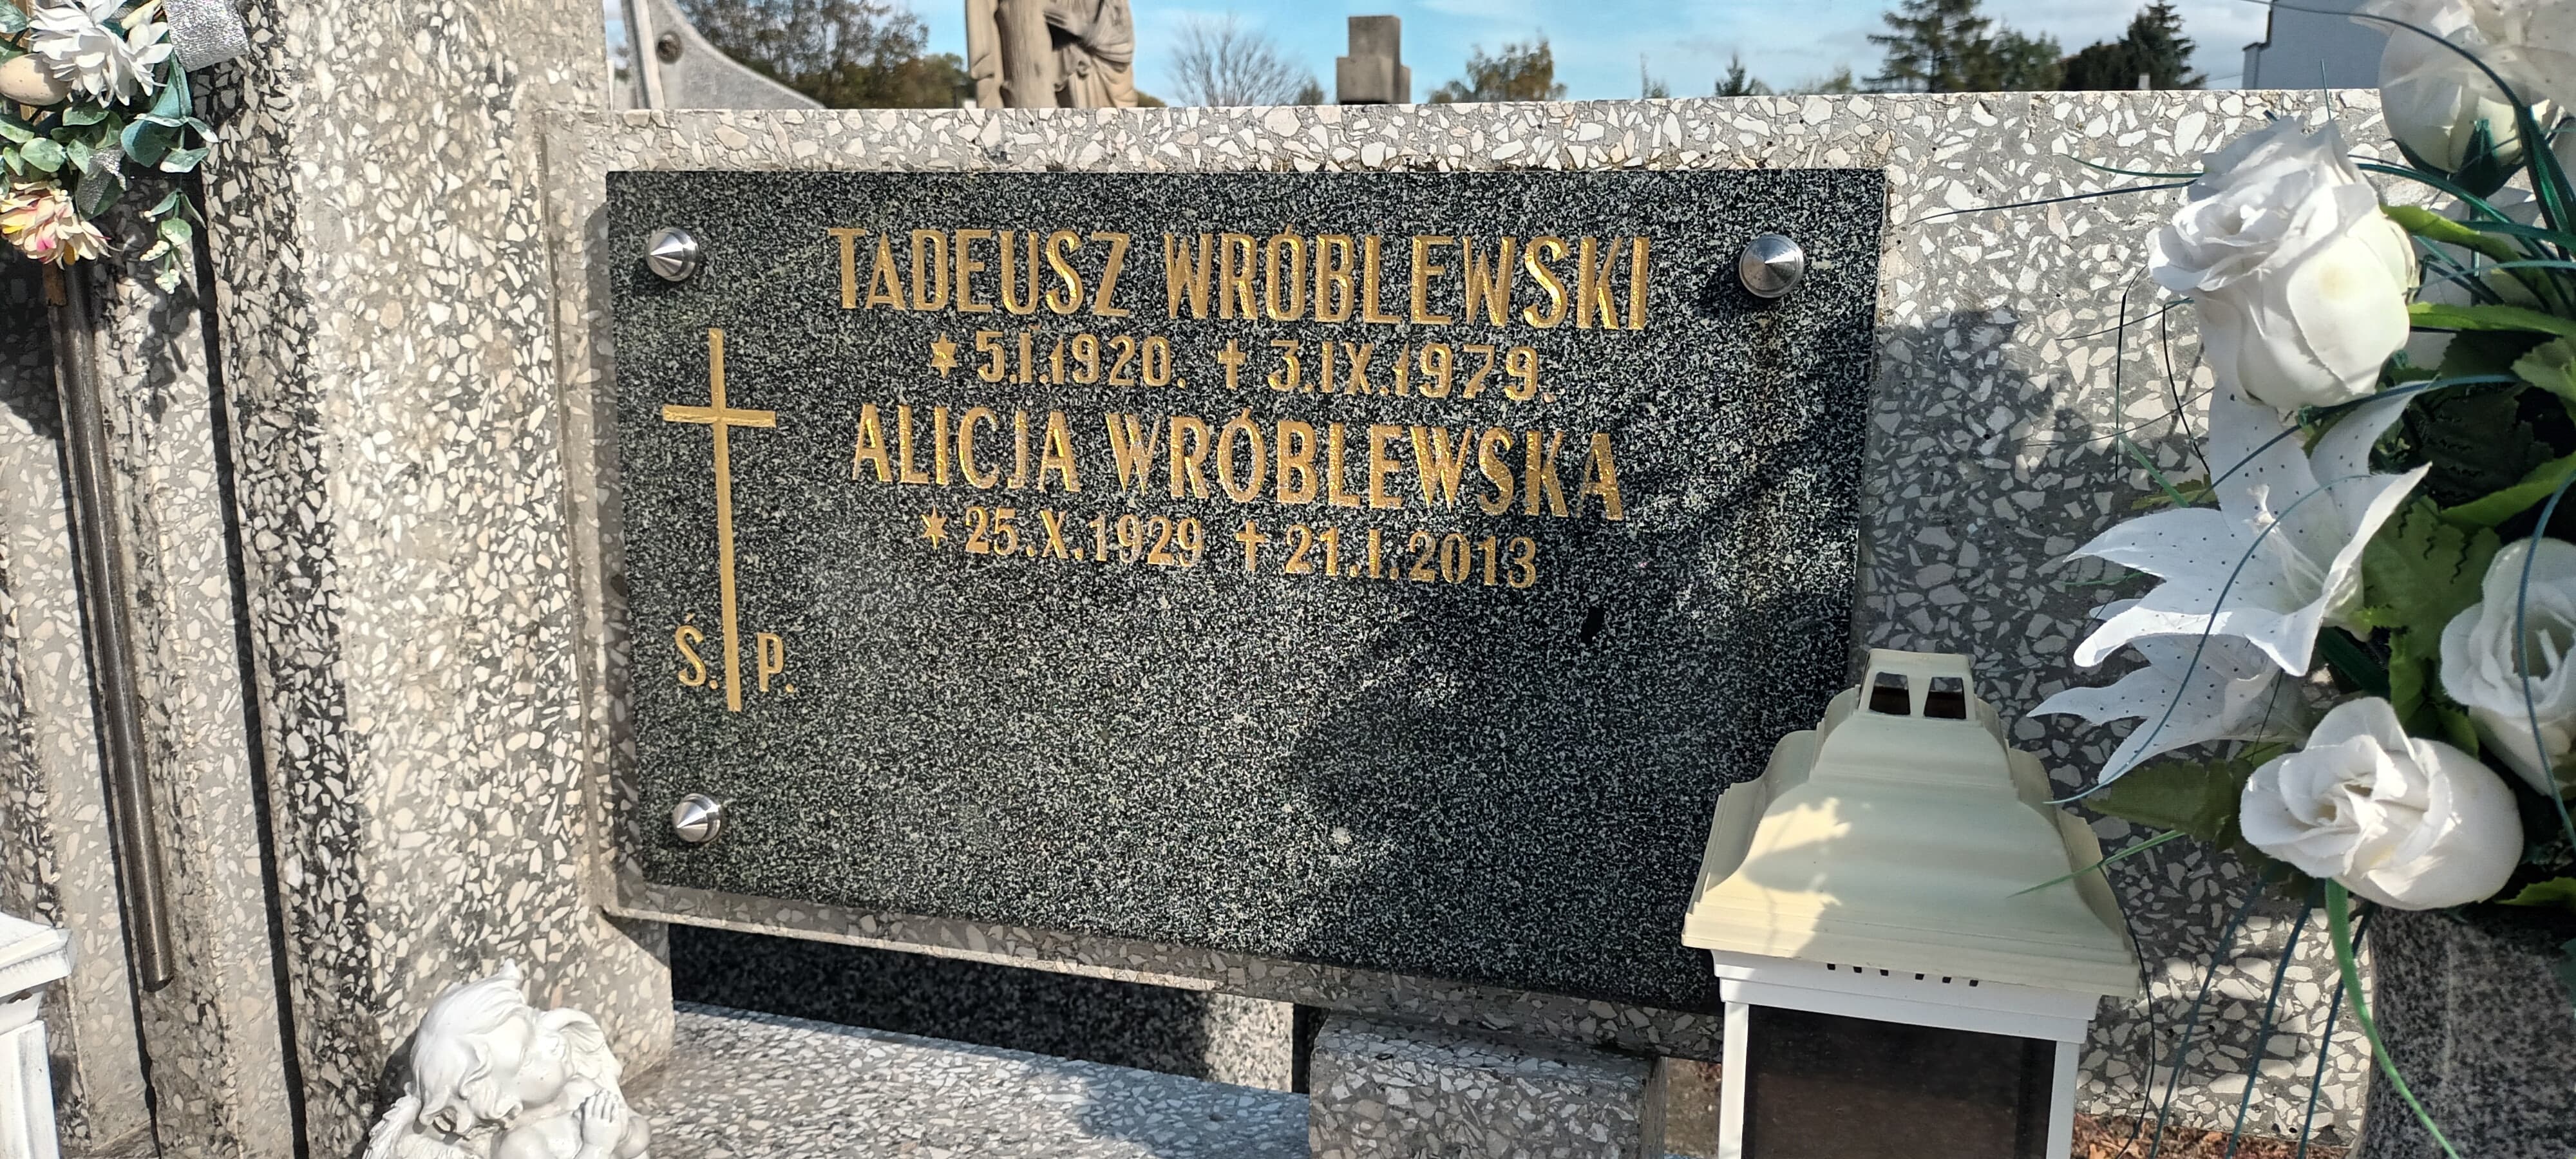 TADEUSZ WRÓBLEWSKI
✶ 5.I.1920. ✝ 3.IX.1979.
ALICJA WRÓBLEWSKA
✶ 25.X.1929 ✝ 21.I.2013
Ś. P.